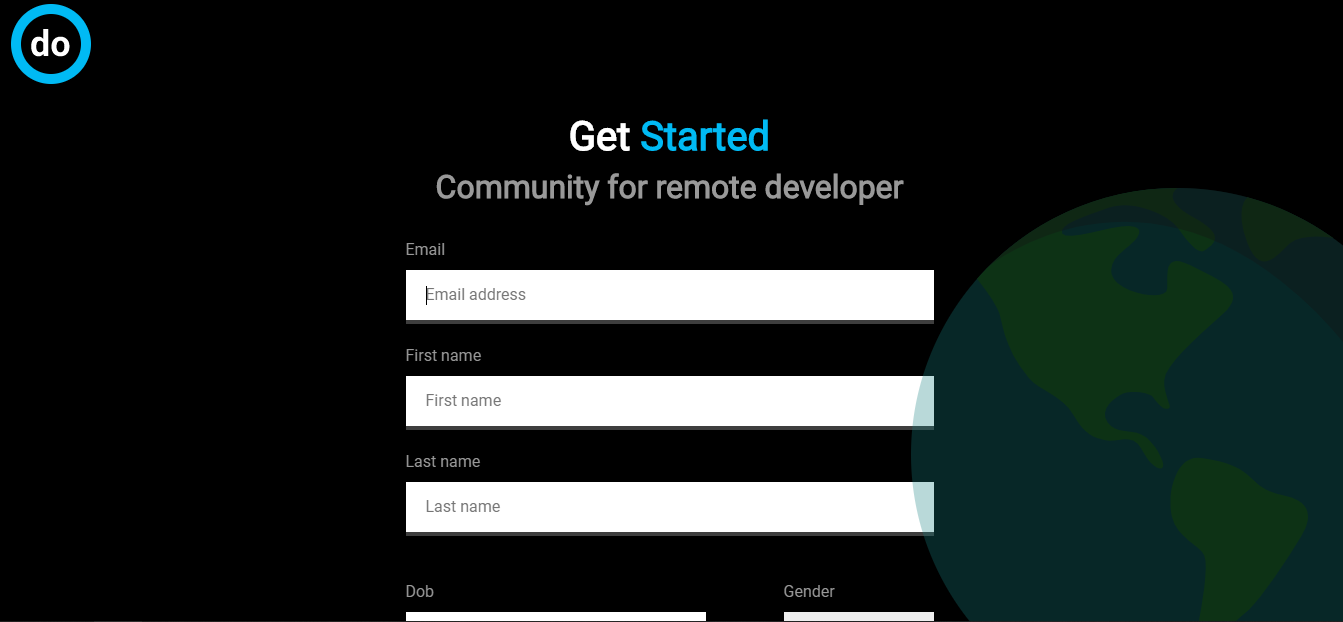 do
Get Started
Community for remote developer
Email
Email address
First name
First name
Last name
Last name
Dob Gender